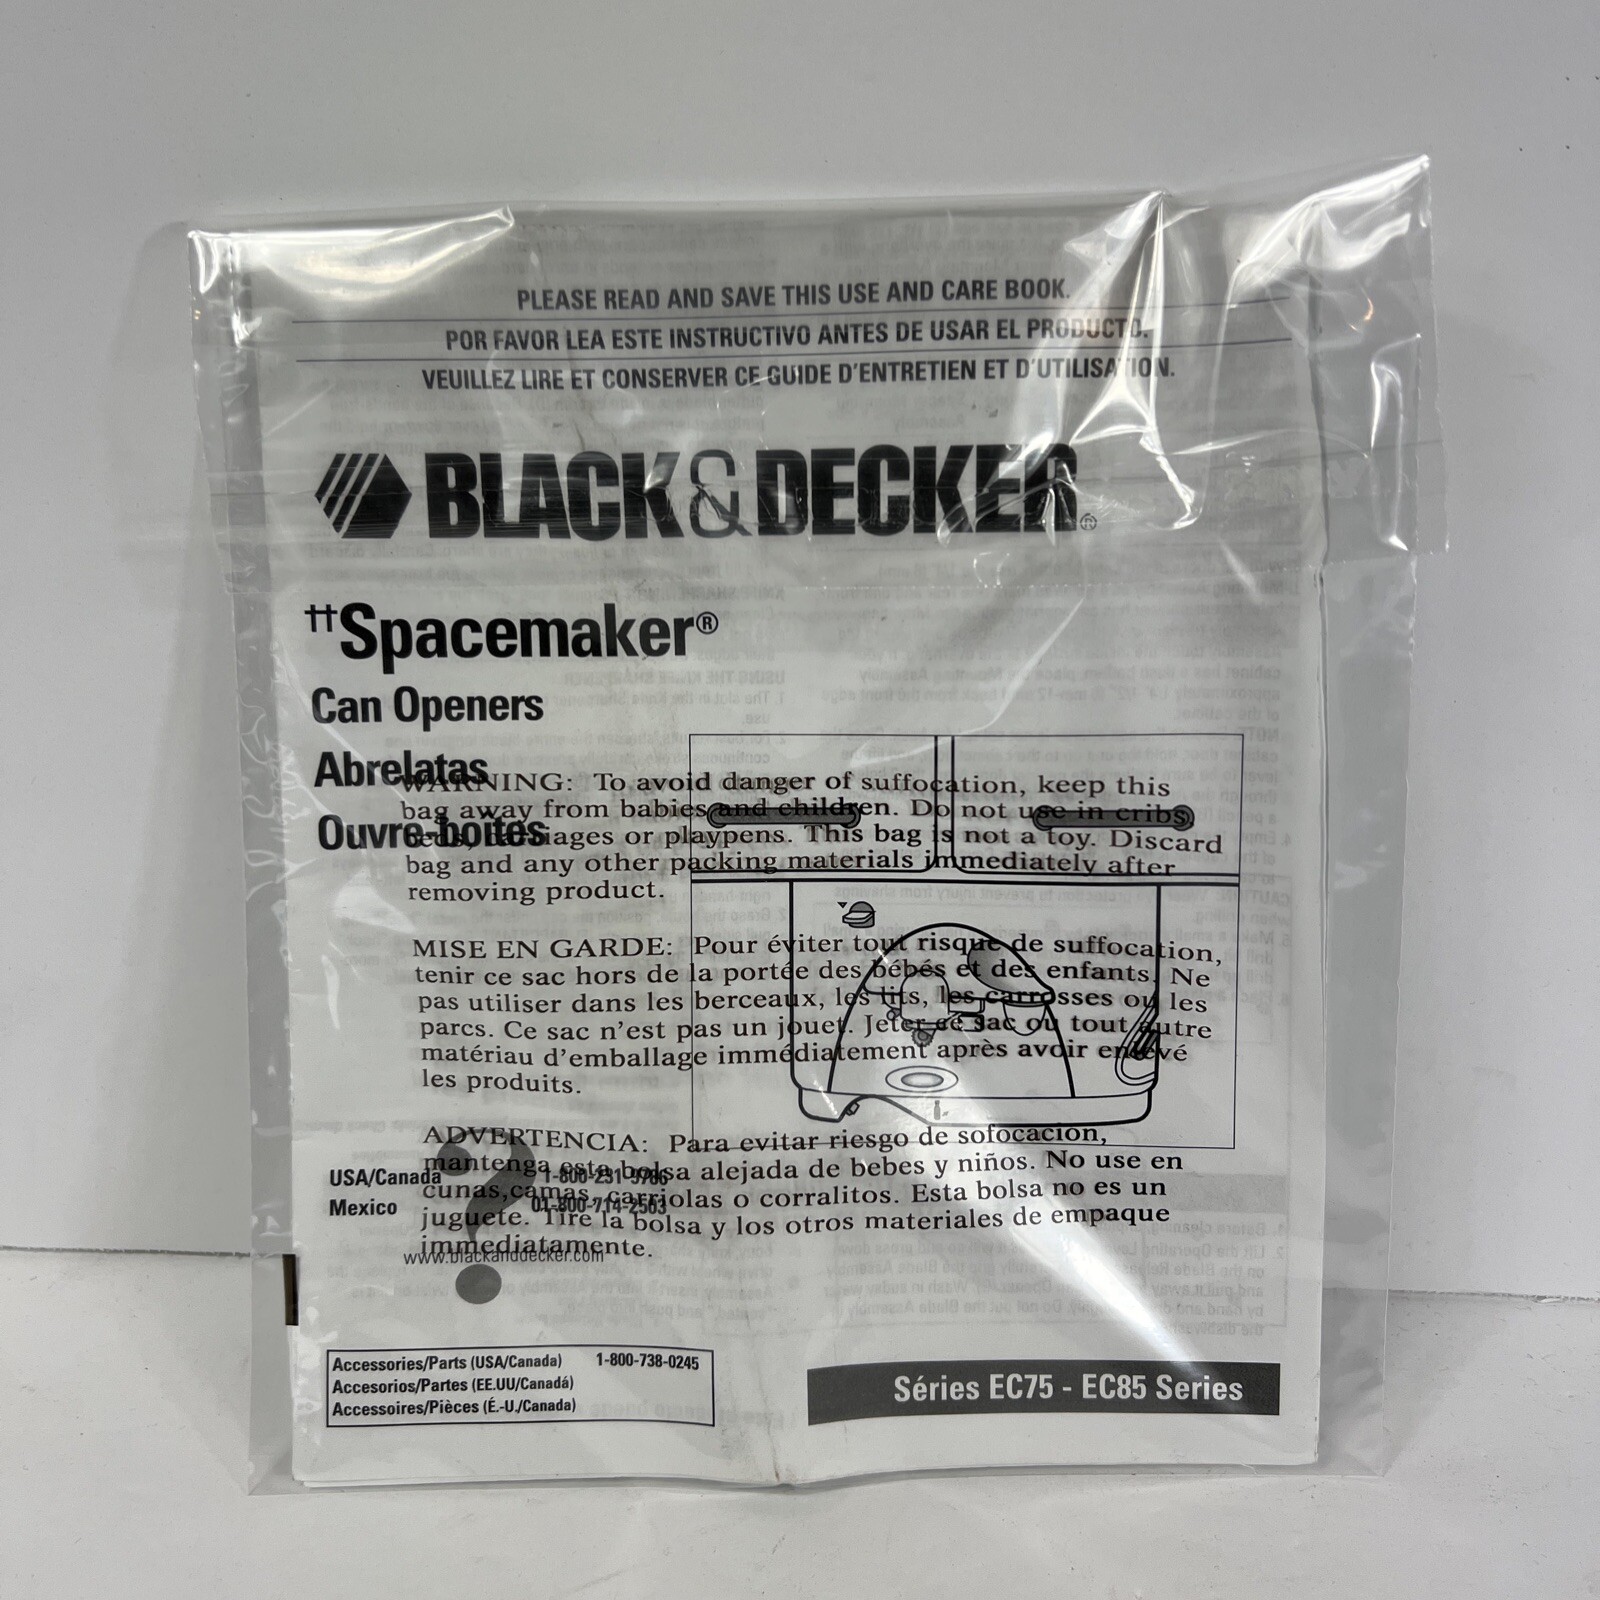 PLEASE READ AND SAVE THIS USE AND CARE BOOK.
POR FAVOR LEA ESTE INSTRUCTIVO ANTES DE USAR EL PRODUCTO.
VEUILLEZ LIRE ET CONSERVER CE GUIDE D'ENTRETIEN ET D'UTILISATION.
BLACK&DECKER®
††Spacemaker®
Can Openers
Abrelatas
Ouvre-boîtes
WARNING: To avoid danger of suffocation, keep this
bag away from babies and children. Do not use in cribs,
beds, carriages or playpens. This bag is not a toy. Discard
bag and any other packing materials immediately after
removing product.
MISE EN GARDE: Pour éviter tout risque de suffocation,
tenir ce sac hors de la portée des bébés et des enfants. Ne
pas utiliser dans les berceaux, les lits, les carrosses ou les
parcs. Ce sac n'est pas un jouet. Jeter ce sac ou tout autre
matériau d'emballage immédiatement après avoir enlevé
les produits.
ADVERTENCIA: Para evitar riesgo de sofocación,
mantenga esta bolsa alejada de bebes y niños. No use en
cunas, camas, carriolas o corralitos. Esta bolsa no es un
juguete. Tire la bolsa y los otros materiales de empaque
immediatamente.
?
USA/Canada 1-800-231-9786
Mexico 01-800-714-2503
www.blackanddecker.com
Accessories/Parts (USA/Canada) 1-800-738-0245
Accesorios/Partes (EE.UU/Canadá)
Accessoires/Pièces (É.-U./Canada)
Séries EC75 - EC85 Series